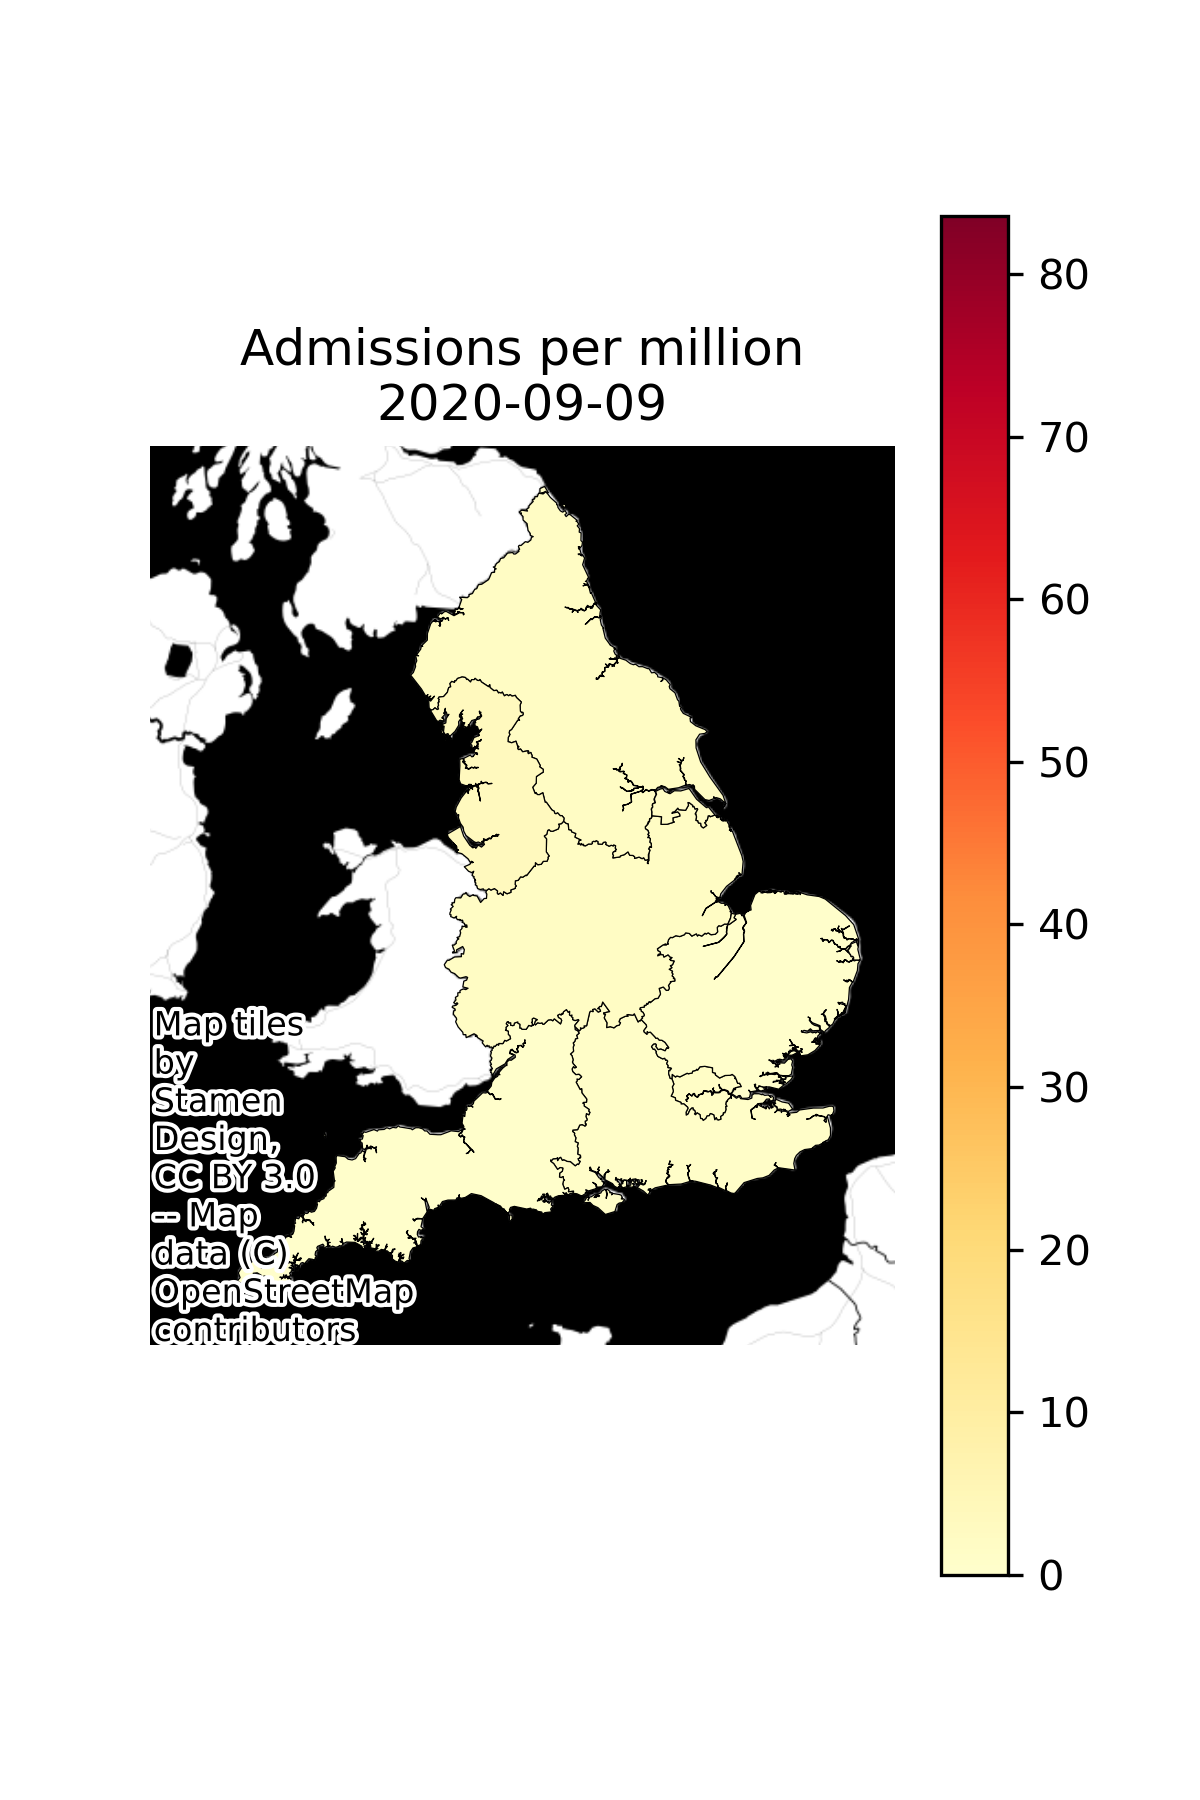 Admissions per million
2020-09-09
80
70
60
50
40
30
20
10
0
Map tiles
by
Stamen
Design,
CC BY 3.0
-- Map
data (C)
OpenStreetMap
contributors